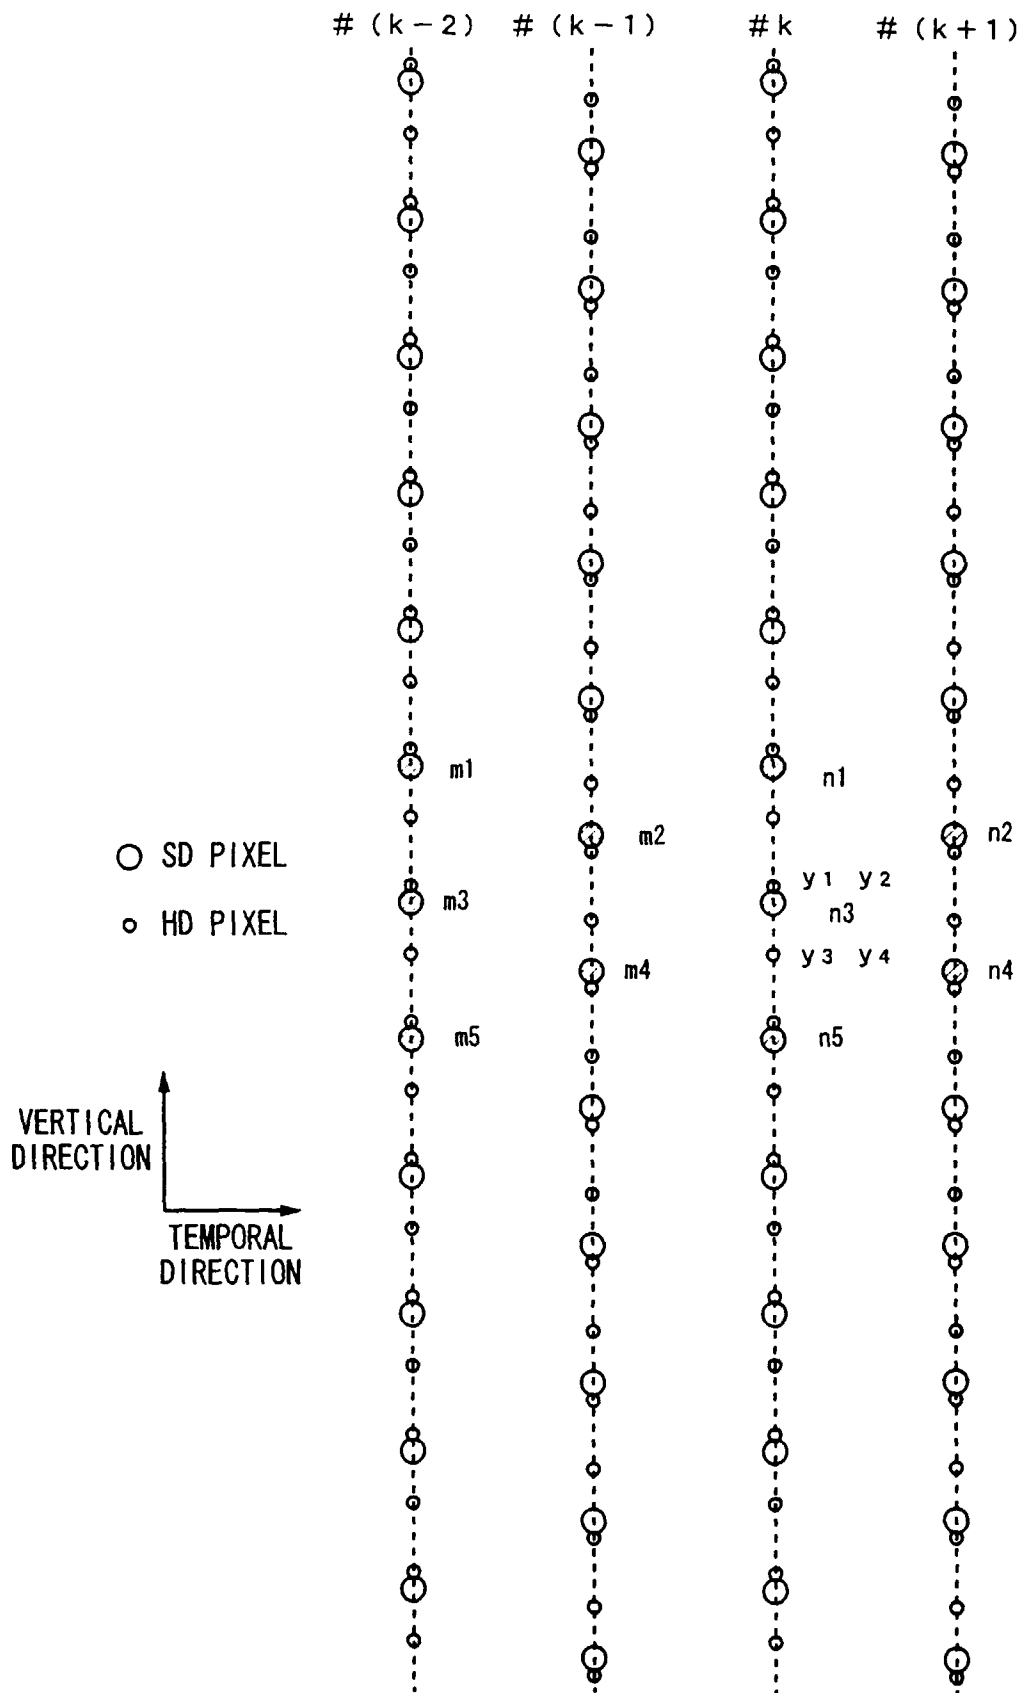 # (k-2) # (k-1) # k # (k+1)
m1 n1
m2 n2
○ SD PIXEL
y1 y2
m3 n3
○ HD PIXEL
y3 y4
m4 n4
m5 n5
VERTICAL
DIRECTION
TEMPORAL
DIRECTION